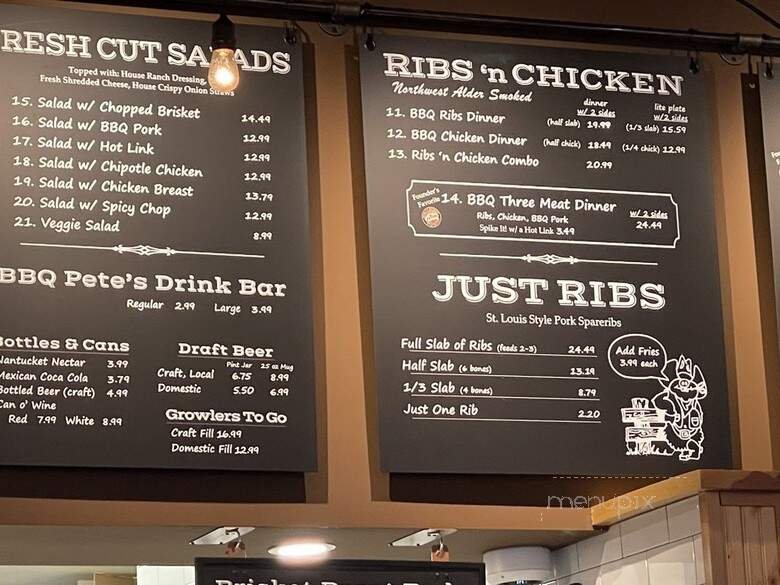 RESH CUT SALADS
Topped with: House Ranch Dressing,
Fresh Shredded Cheese, House Crispy Onion Straws
15. Salad w/ Chopped Brisket 14.49
16. Salad w/ BBQ Pork 12.99
17. Salad w/ Hot Link 12.99
18. Salad w/ Chipotle Chicken 12.99
19. Salad w/ Chicken Breast 13.79
20. Salad w/ Spicy Chop 12.99
21. Veggie Salad 8.99
BBQ Pete's Drink Bar
Regular 2.99 Large 3.99
Bottles & Cans
Nantucket Nectar 3.99
Mexican Coca Cola 3.79
Bottled Beer (craft) 4.99
Can o' Wine
Red 7.99 White 8.99
Draft Beer
Pint Jar 25 oz Mug
Craft, Local 6.75 8.99
Domestic 5.50 6.99
Growlers To Go
Craft Fill 16.99
Domestic Fill 12.99
RIBS 'n CHICKEN
Northwest Alder Smoked
dinner w/ 2 sides
lite plate w/2 sides
11. BBQ Ribs Dinner (half slab) 19.99 (1/3 slab) 15.59
12. BBQ Chicken Dinner (half chick) 18.49 (1/4 chick) 12.99
13. Ribs 'n Chicken Combo 20.99
Founder's Favorite
14. BBQ Three Meat Dinner w/ 2 sides
Ribs, Chicken, BBQ Pork 24.49
Spike It! w/ a Hot Link 3.49
JUST RIBS
St. Louis Style Pork Spareribs
Full Slab of Ribs (feeds 2-3) 24.49
Half Slab (6 bones) 13.19
1/3 Slab (4 bones) 8.79
Just One Rib 2.20
Add Fries
3.99 each
menupix